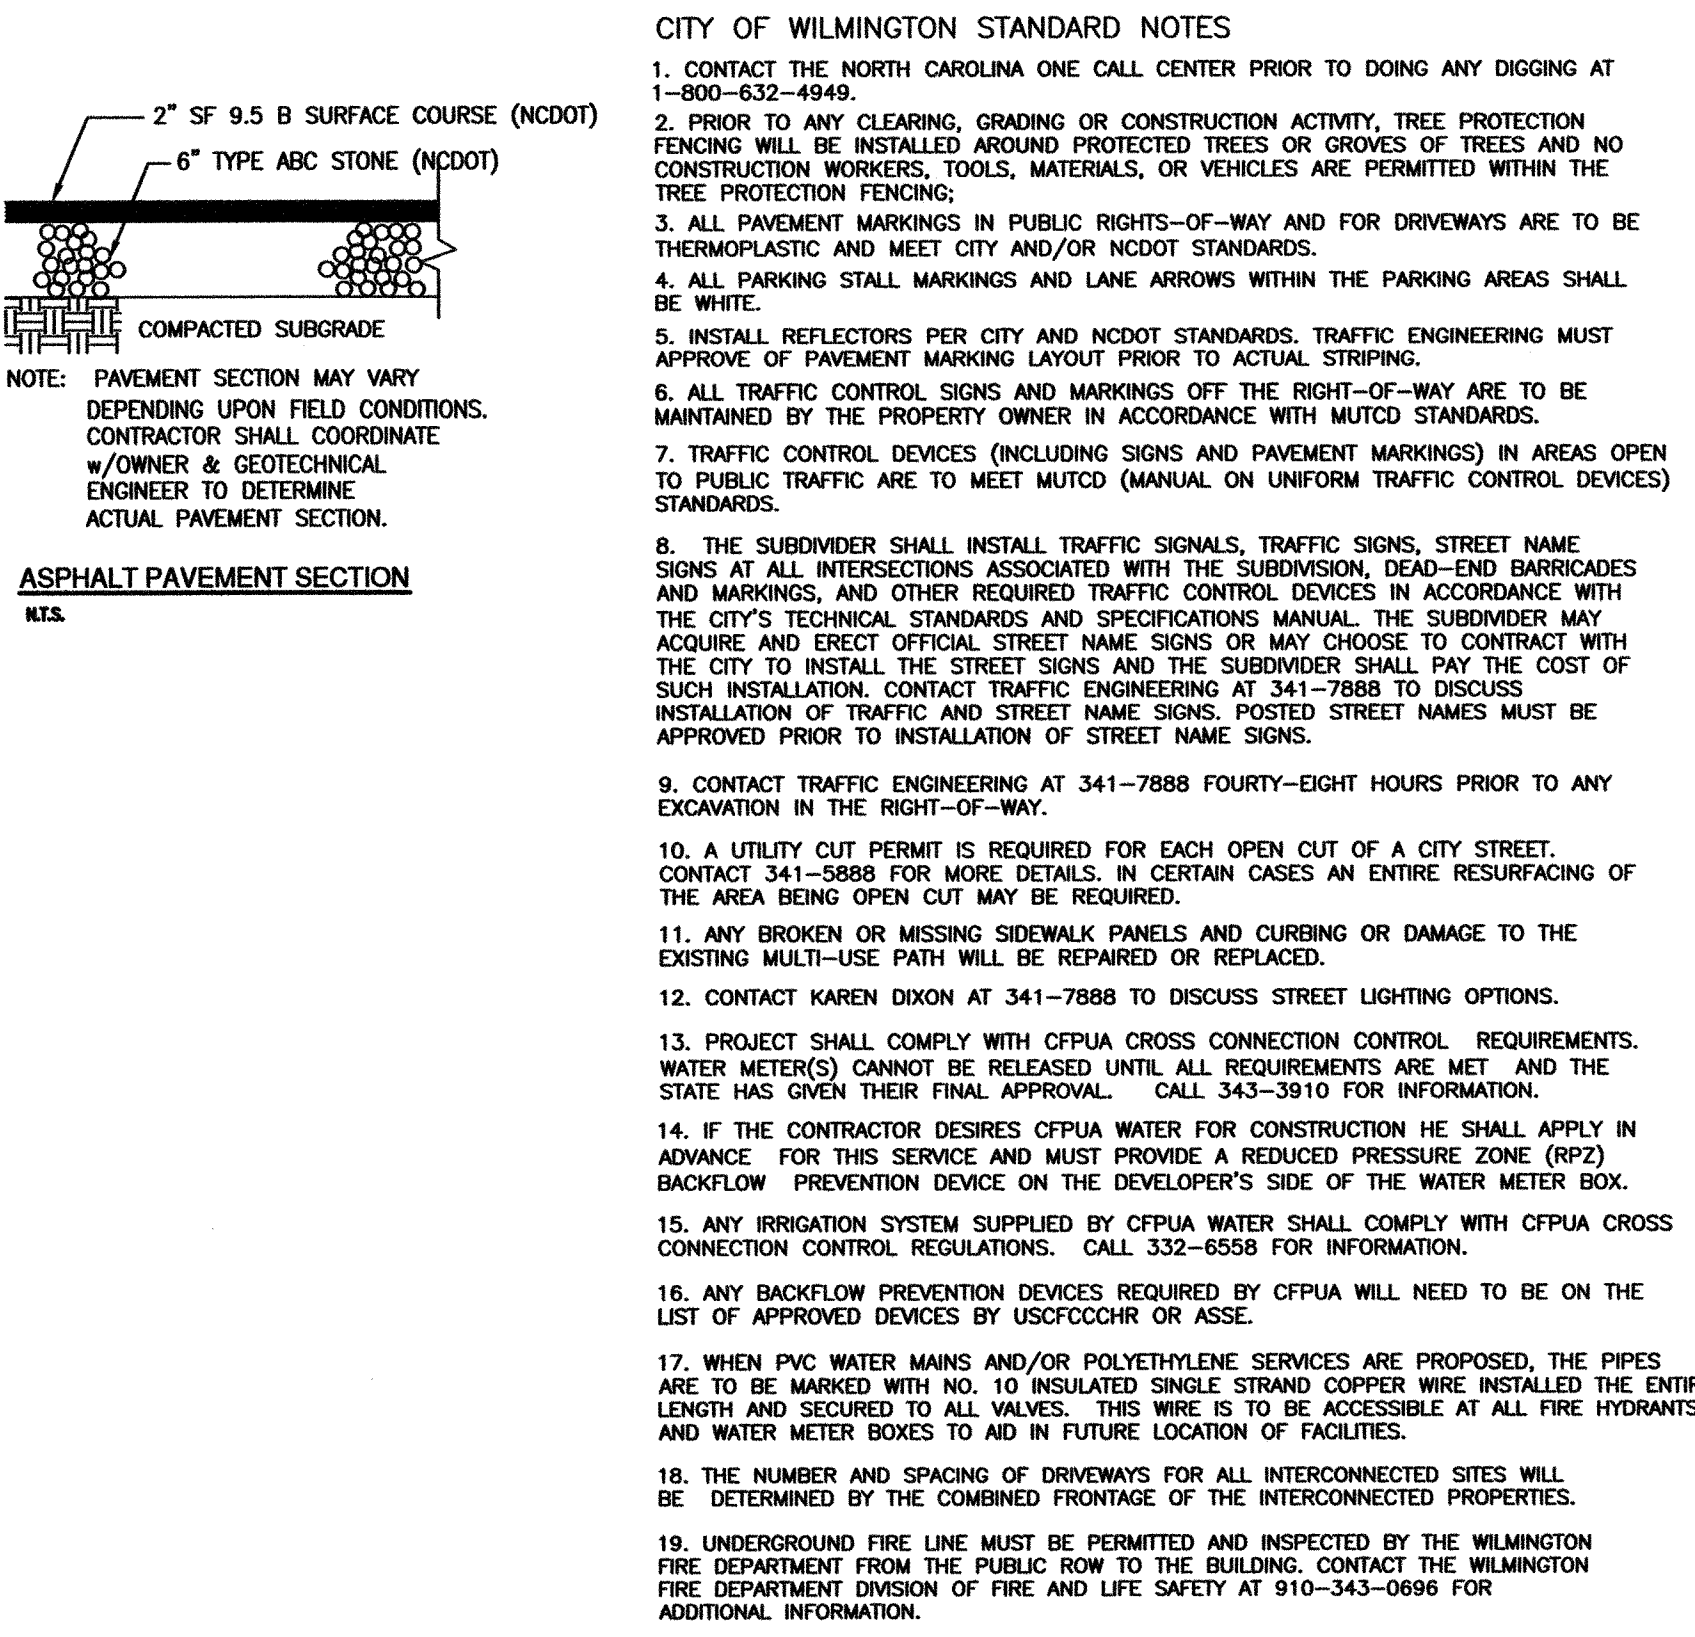 2" SF 9.5 B SURFACE COURSE (NCDOT)
6" TYPE ABC STONE (NCDOT)
COMPACTED SUBGRADE
NOTE: PAVEMENT SECTION MAY VARY
DEPENDING UPON FIELD CONDITIONS.
CONTRACTOR SHALL COORDINATE
w/OWNER & GEOTECHNICAL
ENGINEER TO DETERMINE
ACTUAL PAVEMENT SECTION.
ASPHALT PAVEMENT SECTION
N.T.S.
CITY OF WILMINGTON STANDARD NOTES
1. CONTACT THE NORTH CAROLINA ONE CALL CENTER PRIOR TO DOING ANY DIGGING AT
1-800-632-4949.
2. PRIOR TO ANY CLEARING, GRADING OR CONSTRUCTION ACTIVITY, TREE PROTECTION
FENCING WILL BE INSTALLED AROUND PROTECTED TREES OR GROVES OF TREES AND NO
CONSTRUCTION WORKERS, TOOLS, MATERIALS, OR VEHICLES ARE PERMITTED WITHIN THE
TREE PROTECTION FENCING;
3. ALL PAVEMENT MARKINGS IN PUBLIC RIGHTS-OF-WAY AND FOR DRIVEWAYS ARE TO BE
THERMOPLASTIC AND MEET CITY AND/OR NCDOT STANDARDS.
4. ALL PARKING STALL MARKINGS AND LANE ARROWS WITHIN THE PARKING AREAS SHALL
BE WHITE.
5. INSTALL REFLECTORS PER CITY AND NCDOT STANDARDS. TRAFFIC ENGINEERING MUST
APPROVE OF PAVEMENT MARKING LAYOUT PRIOR TO ACTUAL STRIPING.
6. ALL TRAFFIC CONTROL SIGNS AND MARKINGS OFF THE RIGHT-OF-WAY ARE TO BE
MAINTAINED BY THE PROPERTY OWNER IN ACCORDANCE WITH MUTCD STANDARDS.
7. TRAFFIC CONTROL DEVICES (INCLUDING SIGNS AND PAVEMENT MARKINGS) IN AREAS OPEN
TO PUBLIC TRAFFIC ARE TO MEET MUTCD (MANUAL ON UNIFORM TRAFFIC CONTROL DEVICES)
STANDARDS.
8. THE SUBDIVIDER SHALL INSTALL TRAFFIC SIGNALS, TRAFFIC SIGNS, STREET NAME
SIGNS AT ALL INTERSECTIONS ASSOCIATED WITH THE SUBDIVISION, DEAD-END BARRICADES
AND MARKINGS, AND OTHER REQUIRED TRAFFIC CONTROL DEVICES IN ACCORDANCE WITH
THE CITY'S TECHNICAL STANDARDS AND SPECIFICATIONS MANUAL. THE SUBDIVIDER MAY
ACQUIRE AND ERECT OFFICIAL STREET NAME SIGNS OR MAY CHOOSE TO CONTRACT WITH
THE CITY TO INSTALL THE STREET SIGNS AND THE SUBDIVIDER SHALL PAY THE COST OF
SUCH INSTALLATION. CONTACT TRAFFIC ENGINEERING AT 341-7888 TO DISCUSS
INSTALLATION OF TRAFFIC AND STREET NAME SIGNS. POSTED STREET NAMES MUST BE
APPROVED PRIOR TO INSTALLATION OF STREET NAME SIGNS.
9. CONTACT TRAFFIC ENGINEERING AT 341-7888 FOURTY-EIGHT HOURS PRIOR TO ANY
EXCAVATION IN THE RIGHT-OF-WAY.
10. A UTILITY CUT PERMIT IS REQUIRED FOR EACH OPEN CUT OF A CITY STREET.
CONTACT 341-5888 FOR MORE DETAILS. IN CERTAIN CASES AN ENTIRE RESURFACING OF
THE AREA BEING OPEN CUT MAY BE REQUIRED.
11. ANY BROKEN OR MISSING SIDEWALK PANELS AND CURBING OR DAMAGE TO THE
EXISTING MULTI-USE PATH WILL BE REPAIRED OR REPLACED.
12. CONTACT KAREN DIXON AT 341-7888 TO DISCUSS STREET LIGHTING OPTIONS.
13. PROJECT SHALL COMPLY WITH CFPUA CROSS CONNECTION CONTROL REQUIREMENTS.
WATER METER(S) CANNOT BE RELEASED UNTIL ALL REQUIREMENTS ARE MET AND THE
STATE HAS GIVEN THEIR FINAL APPROVAL. CALL 343-3910 FOR INFORMATION.
14. IF THE CONTRACTOR DESIRES CFPUA WATER FOR CONSTRUCTION HE SHALL APPLY IN
ADVANCE FOR THIS SERVICE AND MUST PROVIDE A REDUCED PRESSURE ZONE (RPZ)
BACKFLOW PREVENTION DEVICE ON THE DEVELOPER'S SIDE OF THE WATER METER BOX.
15. ANY IRRIGATION SYSTEM SUPPLIED BY CFPUA WATER SHALL COMPLY WITH CFPUA CROSS
CONNECTION CONTROL REGULATIONS. CALL 332-6558 FOR INFORMATION.
16. ANY BACKFLOW PREVENTION DEVICES REQUIRED BY CFPUA WILL NEED TO BE ON THE
LIST OF APPROVED DEVICES BY USCFCCCHR OR ASSE.
17. WHEN PVC WATER MAINS AND/OR POLYETHYLENE SERVICES ARE PROPOSED, THE PIPES
ARE TO BE MARKED WITH NO. 10 INSULATED SINGLE STRAND COPPER WIRE INSTALLED THE ENTIR
LENGTH AND SECURED TO ALL VALVES. THIS WIRE IS TO BE ACCESSIBLE AT ALL FIRE HYDRANTS
AND WATER METER BOXES TO AID IN FUTURE LOCATION OF FACILITIES.
18. THE NUMBER AND SPACING OF DRIVEWAYS FOR ALL INTERCONNECTED SITES WILL
BE DETERMINED BY THE COMBINED FRONTAGE OF THE INTERCONNECTED PROPERTIES.
19. UNDERGROUND FIRE LINE MUST BE PERMITTED AND INSPECTED BY THE WILMINGTON
FIRE DEPARTMENT FROM THE PUBLIC ROW TO THE BUILDING. CONTACT THE WILMINGTON
FIRE DEPARTMENT DIVISION OF FIRE AND LIFE SAFETY AT 910-343-0696 FOR
ADDITIONAL INFORMATION.